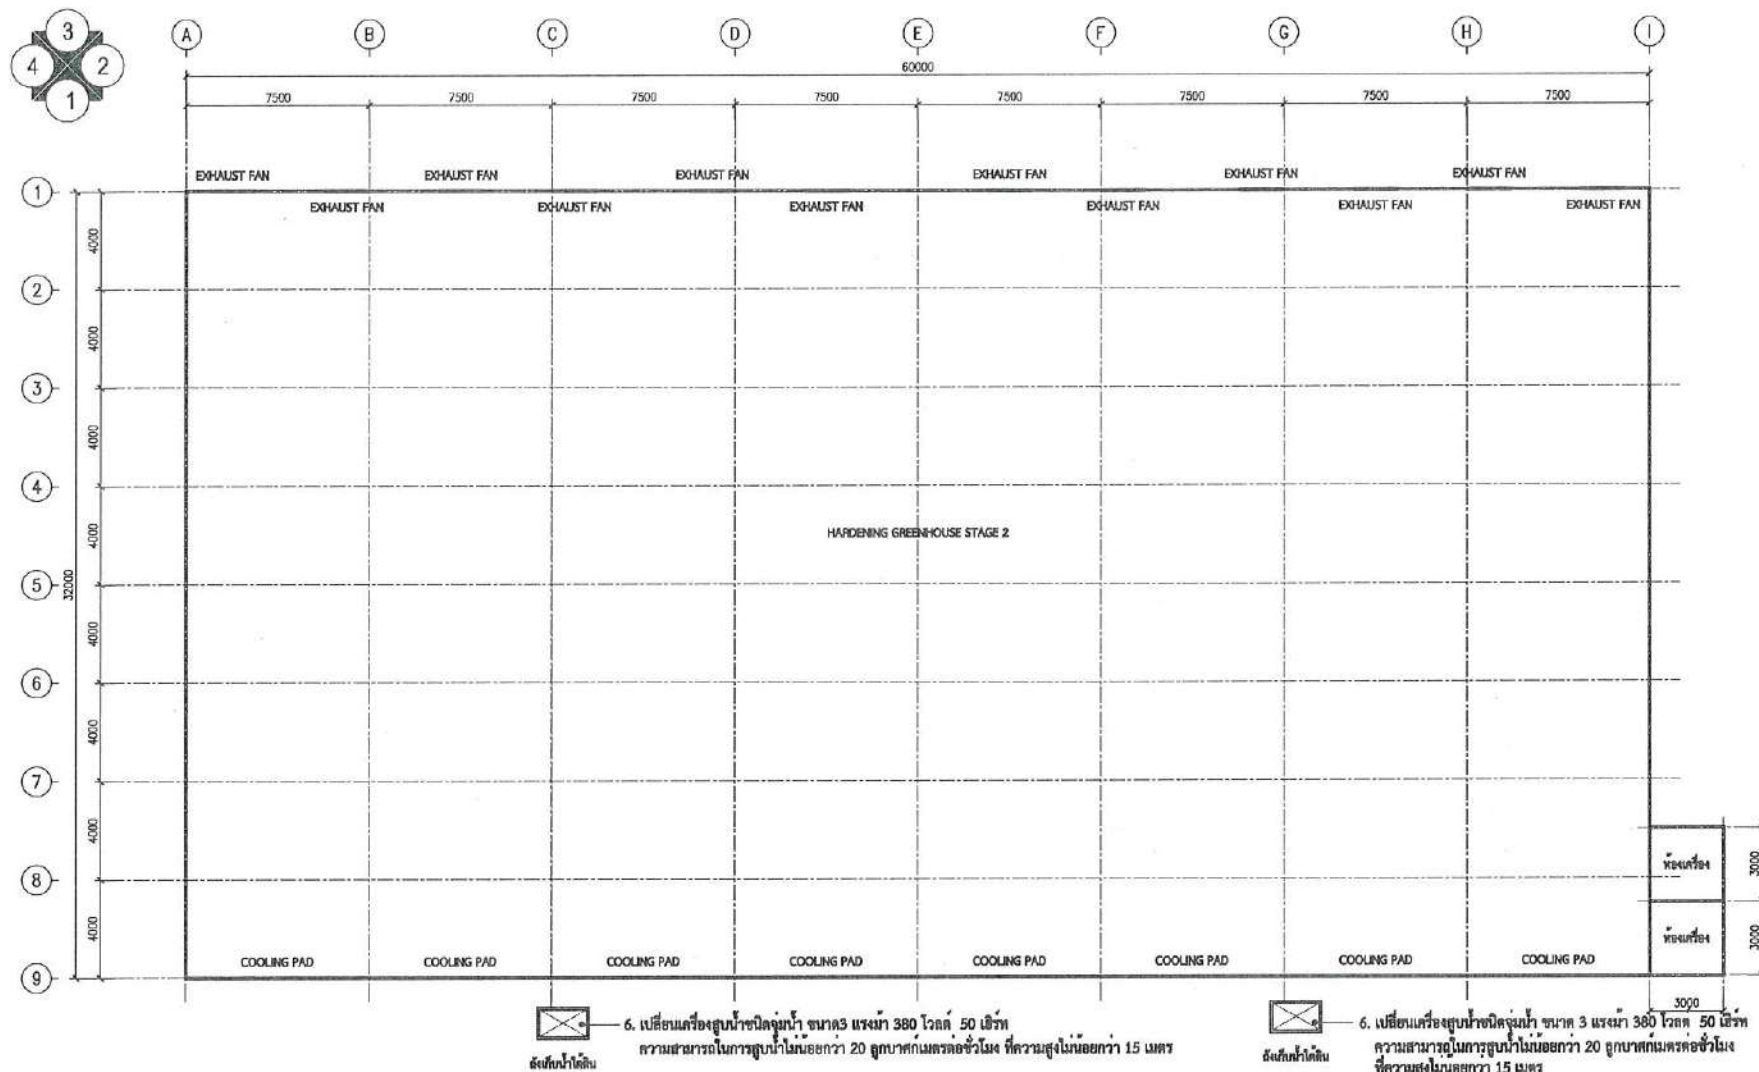 3
4 2
1
A B C D E F G H I
60000
7500 7500 7500 7500 7500 7500 7500 7500
EXHAUST FAN EXHAUST FAN EXHAUST FAN EXHAUST FAN EXHAUST FAN EXHAUST FAN
1
EXHAUST FAN EXHAUST FAN EXHAUST FAN EXHAUST FAN EXHAUST FAN EXHAUST FAN
4000
2
4000
3
4000
4
HARDENING GREENHOUSE STAGE 2
4000
32000
5
4000
6
4000
7
4000
ห้องเครื่อง 3000
8
4000
ห้องเครื่อง 3000
COOLING PAD COOLING PAD COOLING PAD COOLING PAD COOLING PAD COOLING PAD COOLING PAD COOLING PAD
9
3000
6. เปลี่ยนเครื่องสูบน้ำชนิดจุ่มน้ำ ขนาด3 แรงม้า 380 โวลต์ 50 เฮิร์ท
ความสามารถในการสูบน้ำไม่น้อยกว่า 20 ลูกบาศก์เมตรต่อชั่วโมง ที่ความสูงไม่น้อยกว่า 15 เมตร
ถังเก็บน้ำใต้ดิน
6. เปลี่ยนเครื่องสูบน้ำชนิดจุ่มน้ำ ขนาด 3 แรงม้า 380 โวลต์ 50 เฮิร์ท
ความสามารถในการสูบน้ำไม่น้อยกว่า 20 ลูกบาศก์เมตรต่อชั่วโมง
ที่ความสูงไม่น้อยกว่า 15 เมตร
ถังเก็บน้ำใต้ดิน